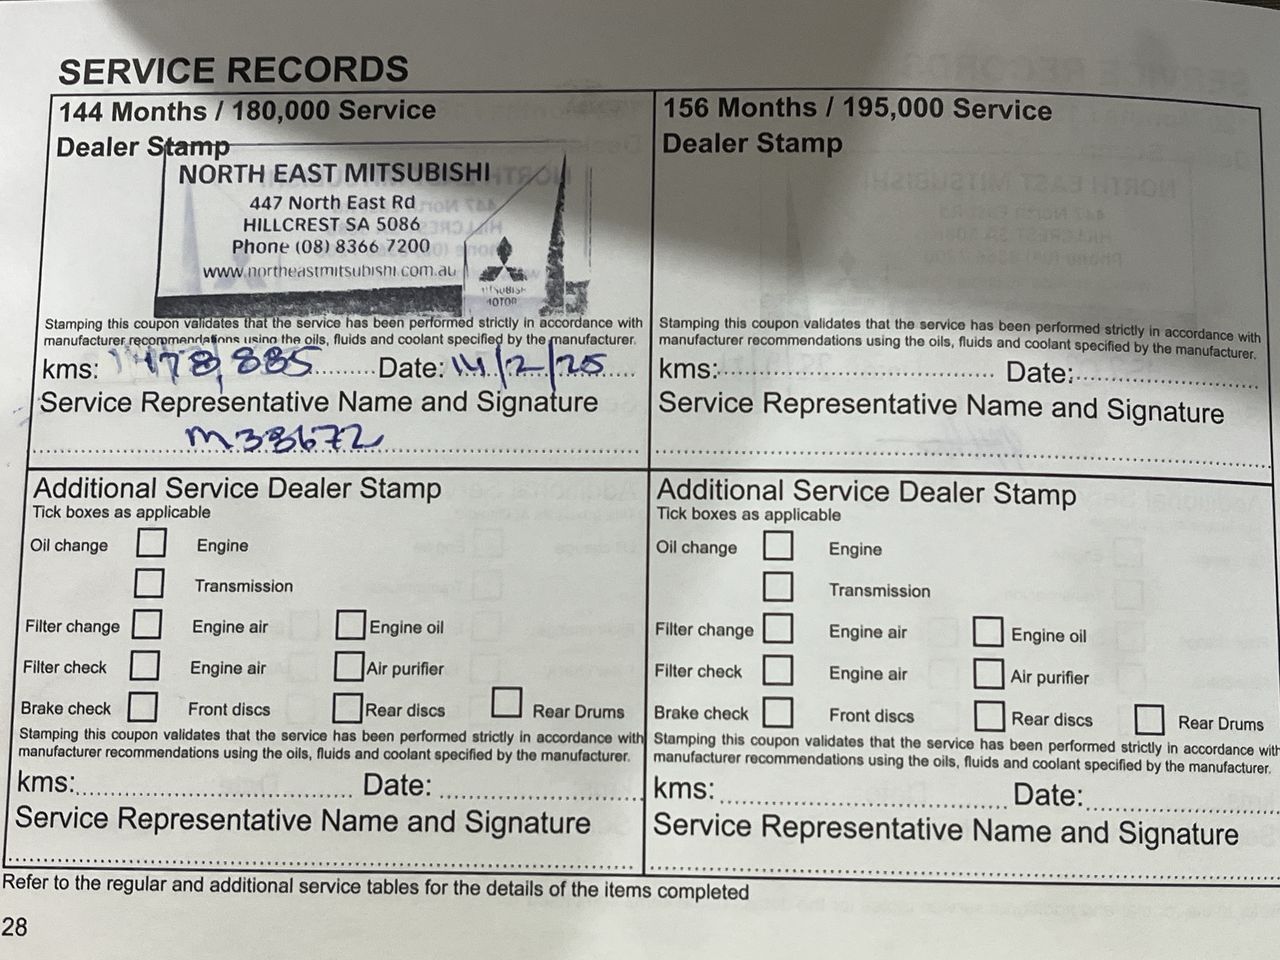 SERVICE RECORDS
144 Months / 180,000 Service
Dealer Stamp
NORTH EAST MITSUBISHI
447 North East Rd
HILLCREST SA 5086
Phone (08) 8366 7200
www.northeastmitsubishi.com.au
Stamping this coupon validates that the service has been performed strictly in accordance with
manufacturer recommendations using the oils, fluids and coolant specified by the manufacturer.
kms: 178,885 Date: 14/2/25
Service Representative Name and Signature
M38672
Additional Service Dealer Stamp
Tick boxes as applicable
Oil change Engine
Transmission
Filter change Engine air Engine oil
Filter check Engine air Air purifier
Brake check Front discs Rear discs Rear Drums
Stamping this coupon validates that the service has been performed strictly in accordance with
manufacturer recommendations using the oils, fluids and coolant specified by the manufacturer.
kms: Date:
Service Representative Name and Signature
156 Months / 195,000 Service
Dealer Stamp
Stamping this coupon validates that the service has been performed strictly in accordance with
manufacturer recommendations using the oils, fluids and coolant specified by the manufacturer.
kms: Date:
Service Representative Name and Signature
Additional Service Dealer Stamp
Tick boxes as applicable
Oil change Engine
Transmission
Filter change Engine air Engine oil
Filter check Engine air Air purifier
Brake check Front discs Rear discs Rear Drums
Stamping this coupon validates that the service has been performed strictly in accordance with
manufacturer recommendations using the oils, fluids and coolant specified by the manufacturer.
kms: Date:
Service Representative Name and Signature
Refer to the regular and additional service tables for the details of the items completed
28